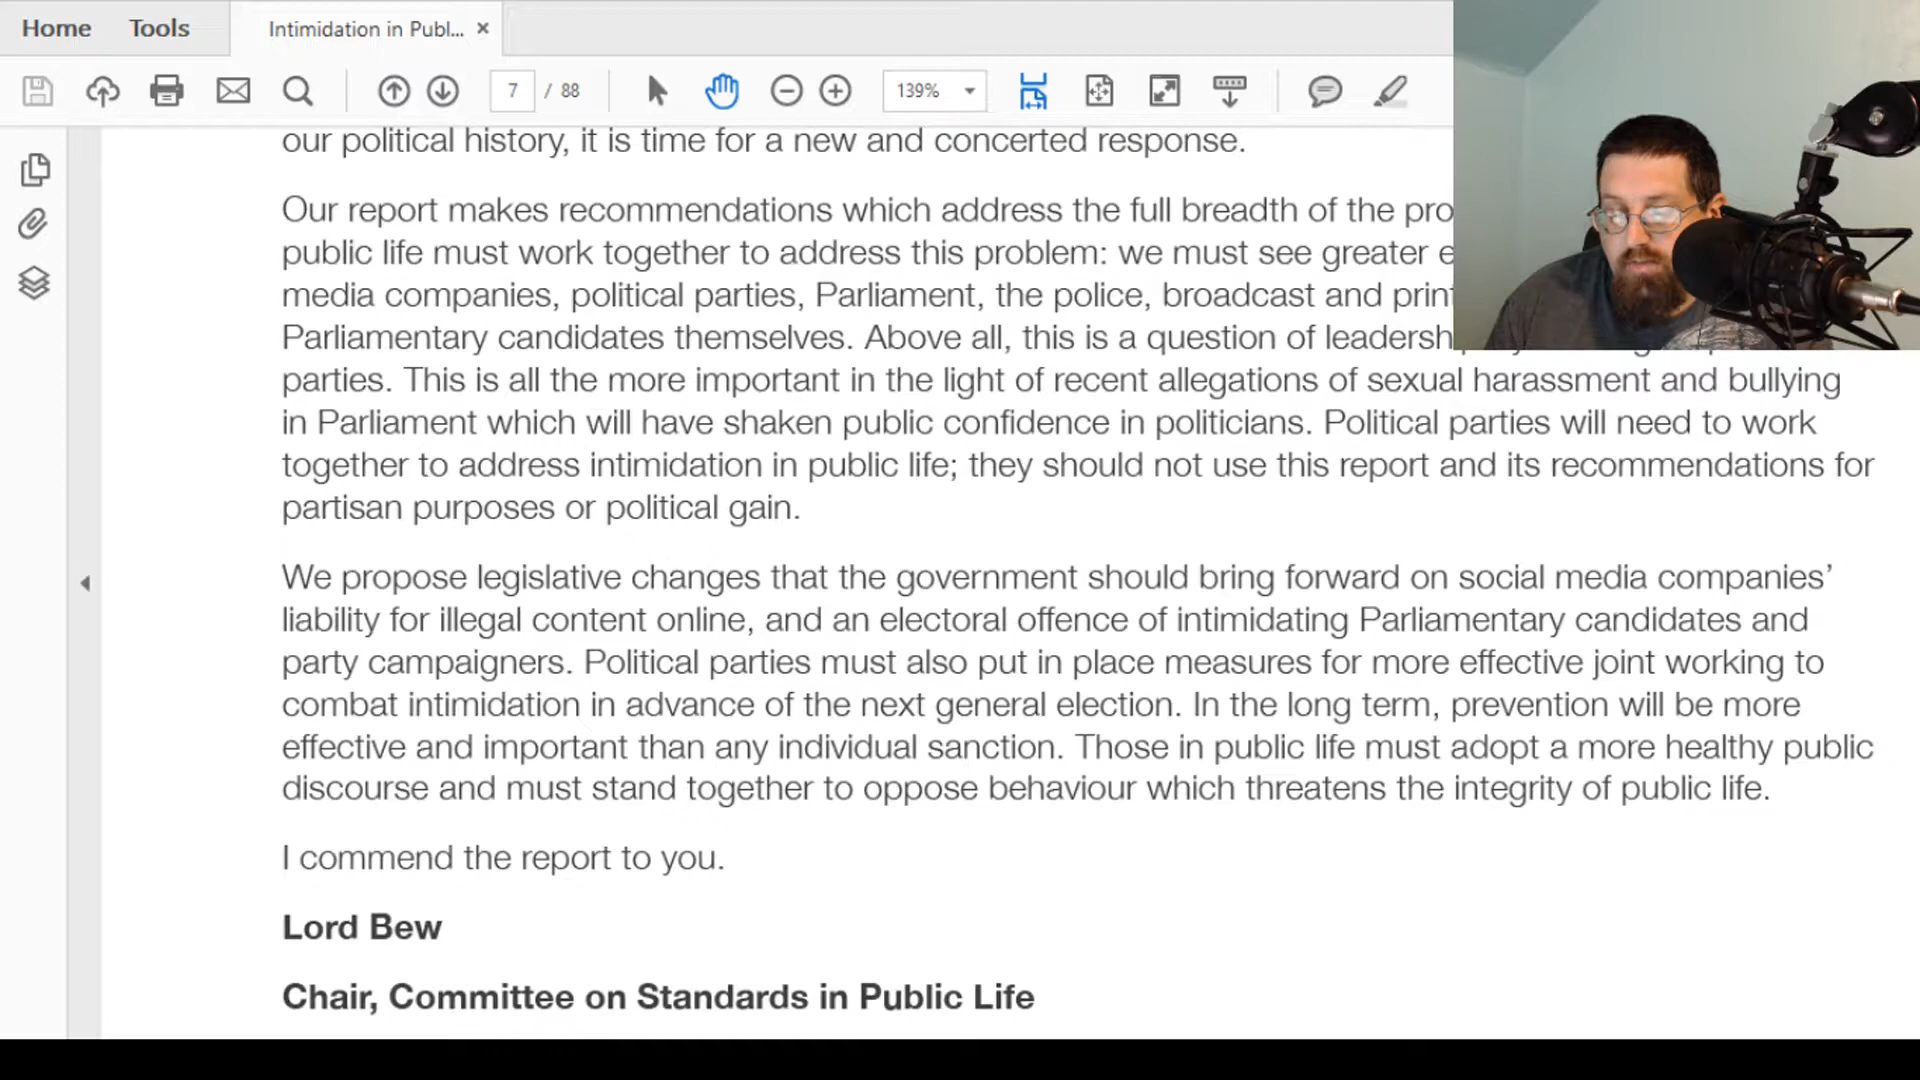 Home Tools Intimidation in Publ...
7 / 88 139%
our political history, it is time for a new and concerted response.
Our report makes recommendations which address the full breadth of the
public life must work together to address this problem: we must see greater
media companies, political parties, Parliament, the police, broadcast and print
Parliamentary candidates themselves. Above all, this is a question of
parties. This is all the more important in the light of recent allegations of sexual harassment and bullying
in Parliament which will have shaken public confidence in politicians. Political parties will need to work
together to address intimidation in public life; they should not use this report and its recommendations for
partisan purposes or political gain.
We propose legislative changes that the government should bring forward on social media companies’
liability for illegal content online, and an electoral offence of intimidating Parliamentary candidates and
party campaigners. Political parties must also put in place measures for more effective joint working to
combat intimidation in advance of the next general election. In the long term, prevention will be more
effective and important than any individual sanction. Those in public life must adopt a more healthy public
discourse and must stand together to oppose behaviour which threatens the integrity of public life.
I commend the report to you.
Lord Bew
Chair, Committee on Standards in Public Life